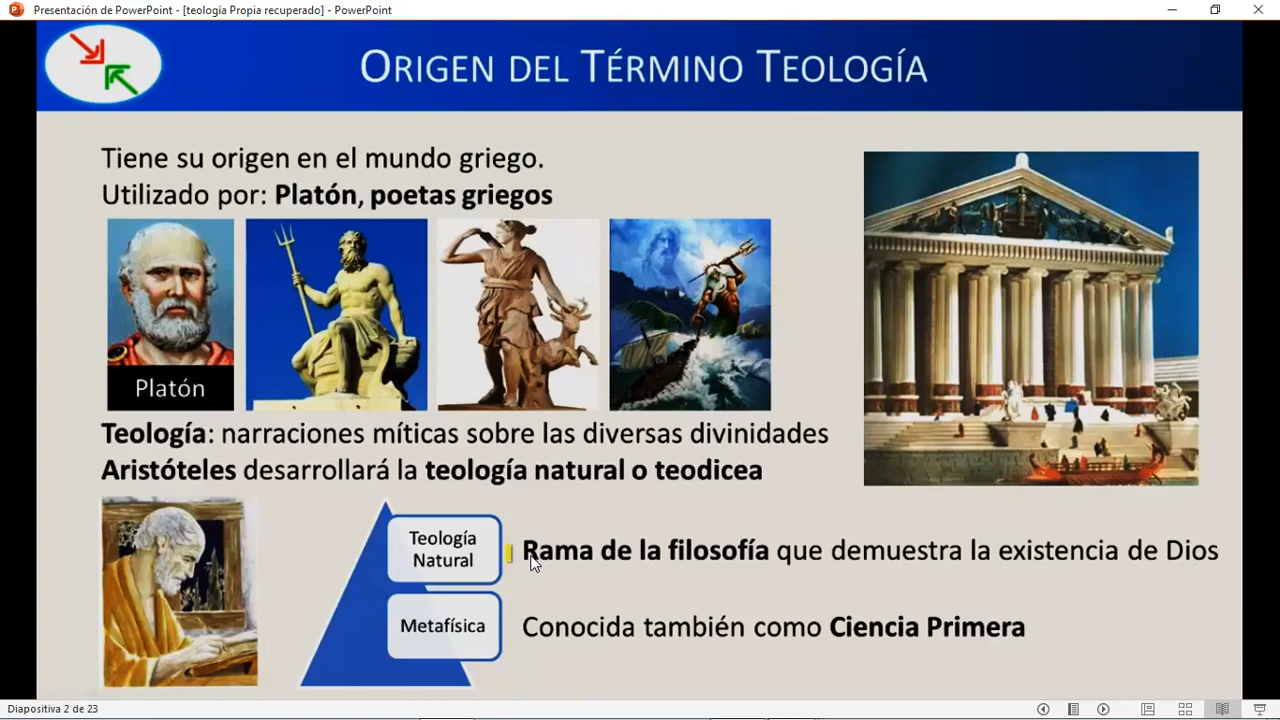 Presentación de PowerPoint - [teología Propia recuperado] - PowerPoint
ORIGEN DEL TÉRMINO TEOLOGÍA
Tiene su origen en el mundo griego.
Utilizado por: Platón, poetas griegos
Platón
Teología: narraciones míticas sobre las diversas divinidades
Aristóteles desarrollará la teología natural o teodicea
Teología
Natural
Rama de la filosofía que demuestra la existencia de Dios
Metafísica
Conocida también como Ciencia Primera
Diapositiva 2 de 23